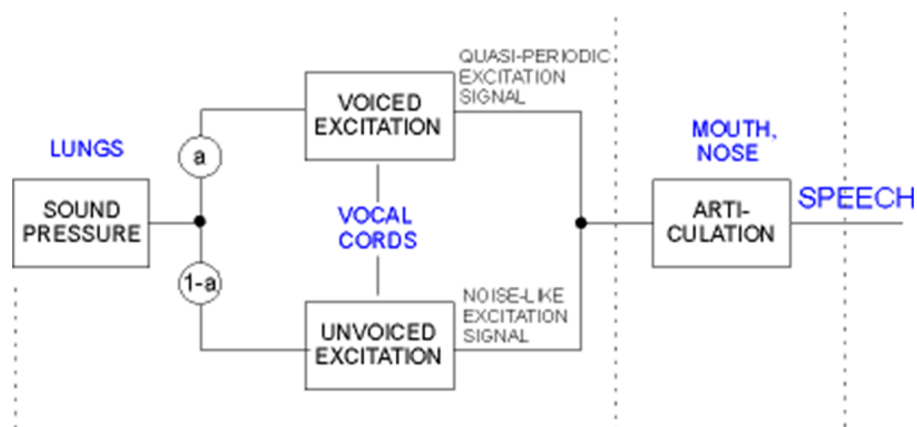 LUNGS
SOUND
PRESSURE
a
1-a
VOICED
EXCITATION
QUASI-PERIODIC
EXCITATION
SIGNAL
VOCAL
CORDS
UNVOICED
EXCITATION
NOISE-LIKE
EXCITATION
SIGNAL
MOUTH,
NOSE
ARTI-
CULATION
SPEECH